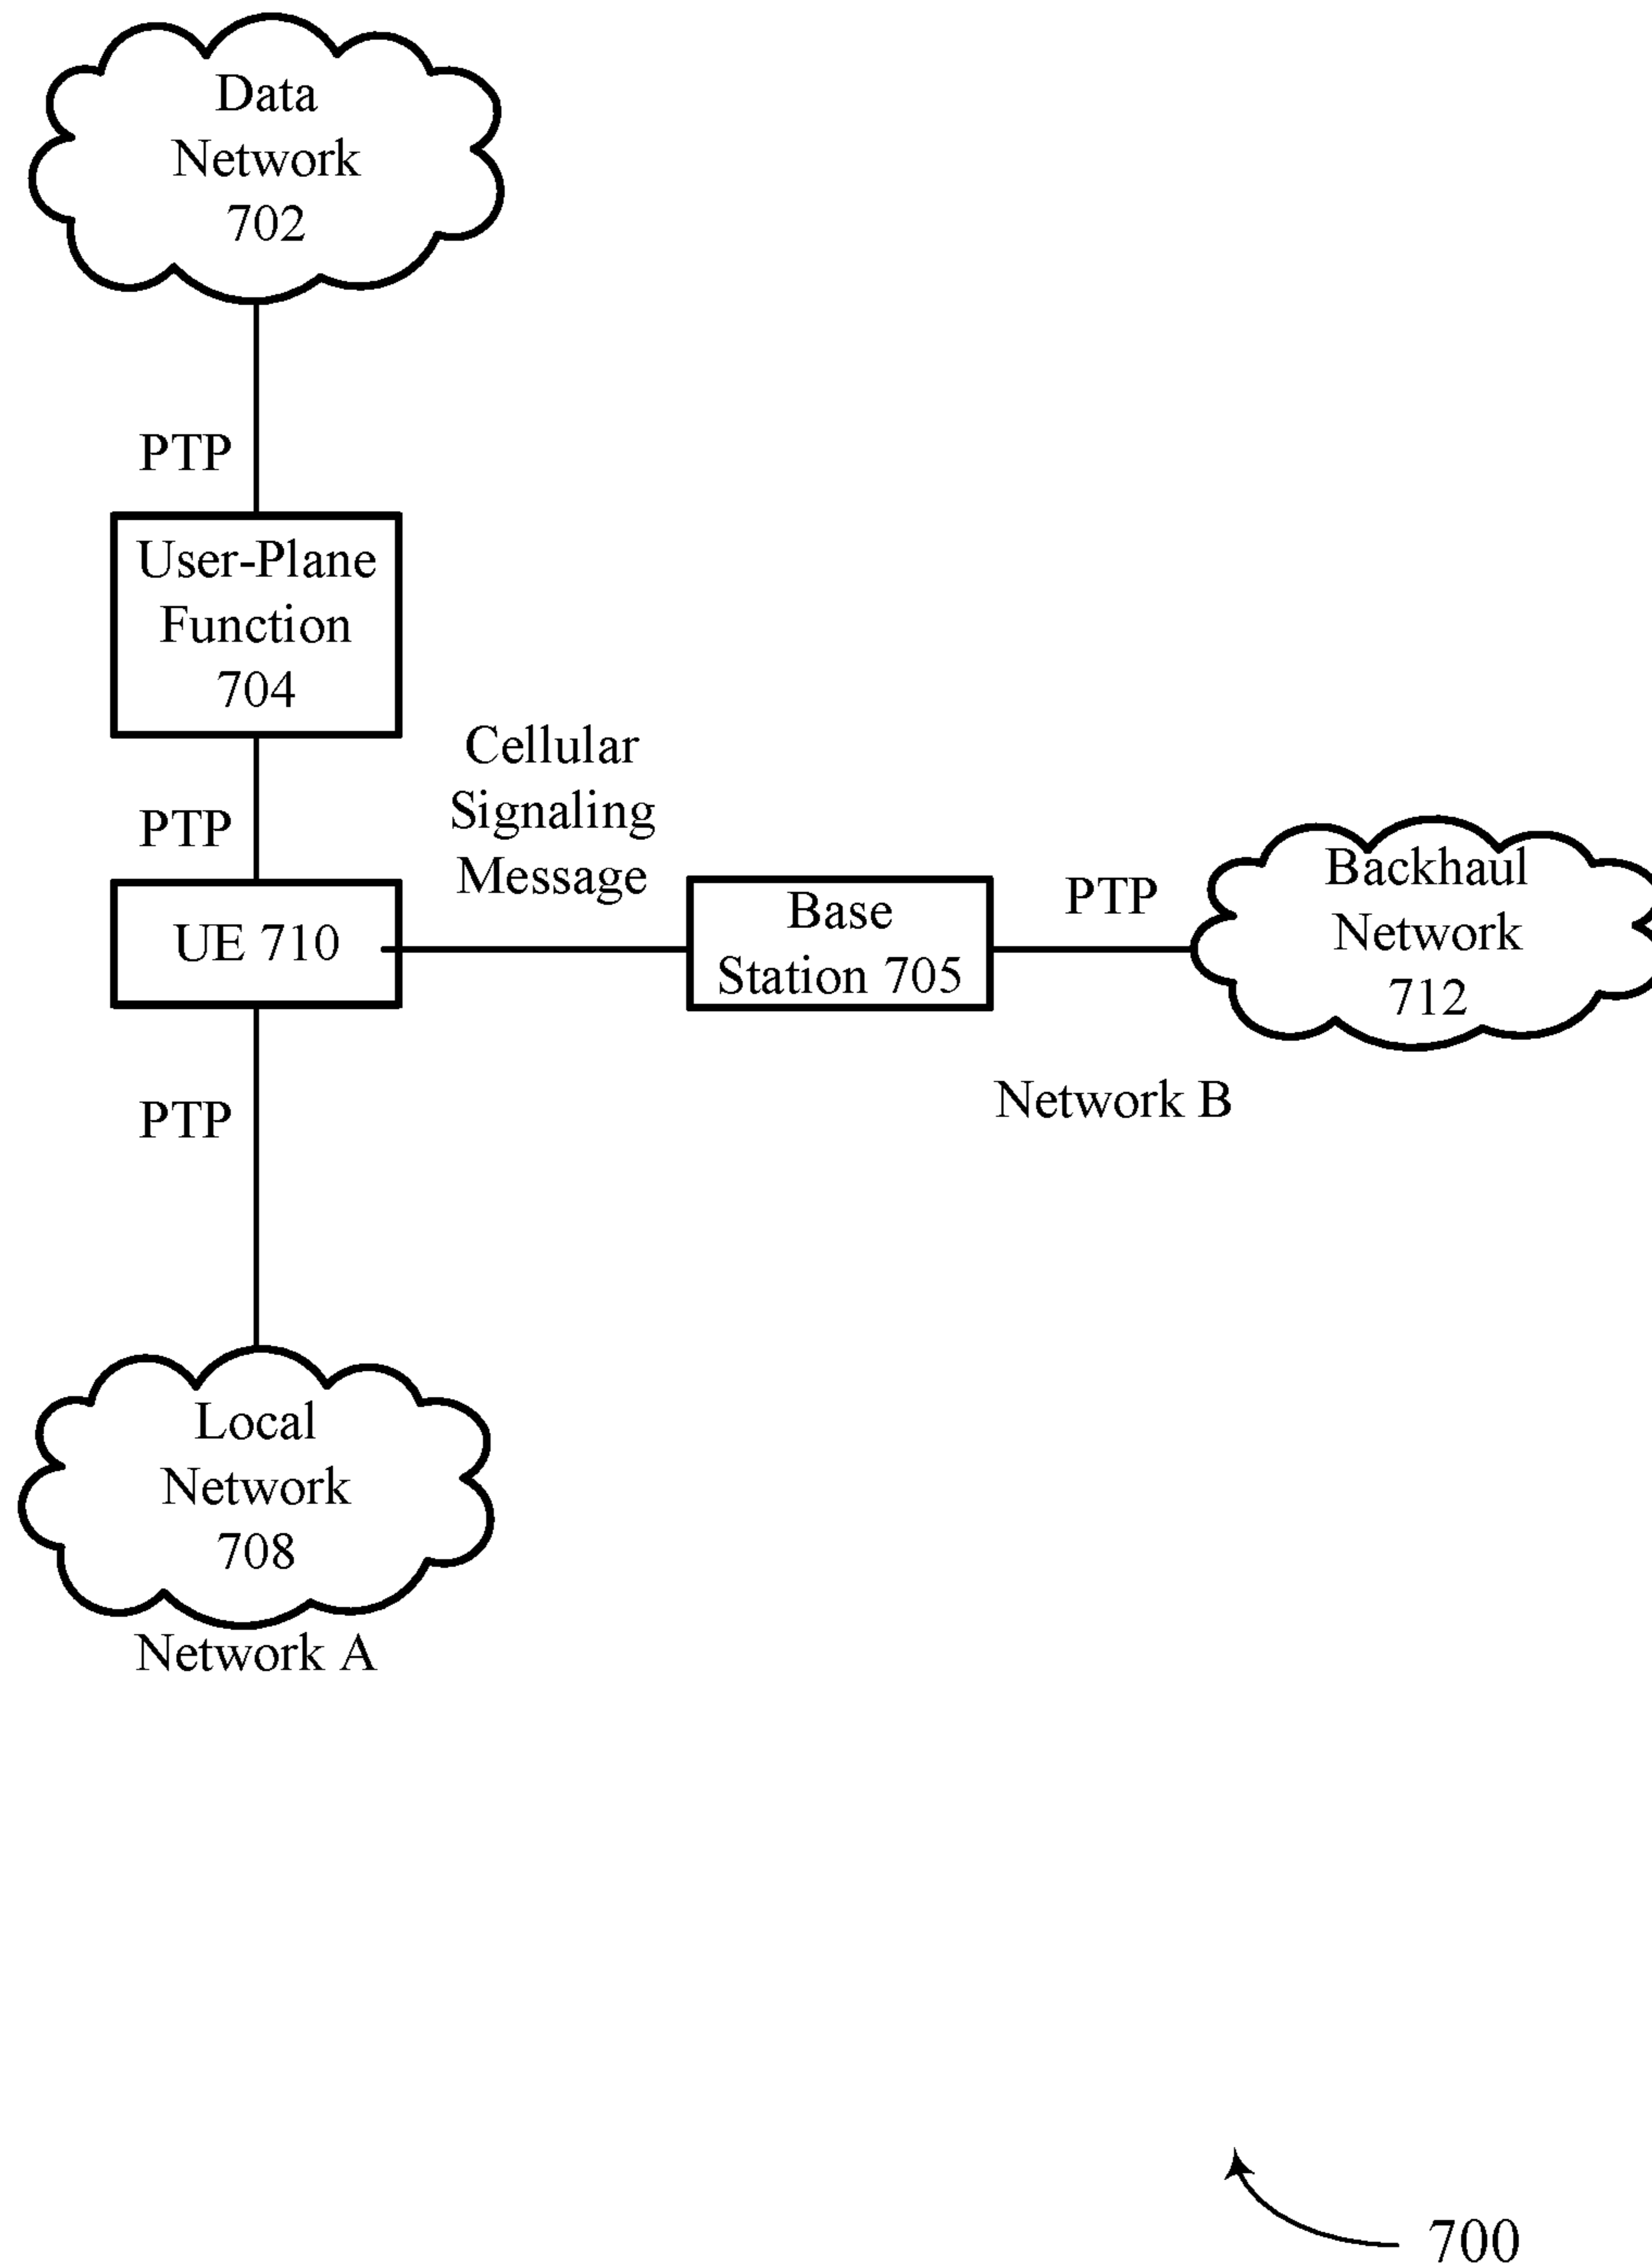 Data
Network
702
PTP
User-Plane
Function
704
PTP
Cellular
Signaling
Message
UE 710
Base
Station 705
PTP
Backhaul
Network
712
Network B
PTP
Local
Network
708
Network A
700